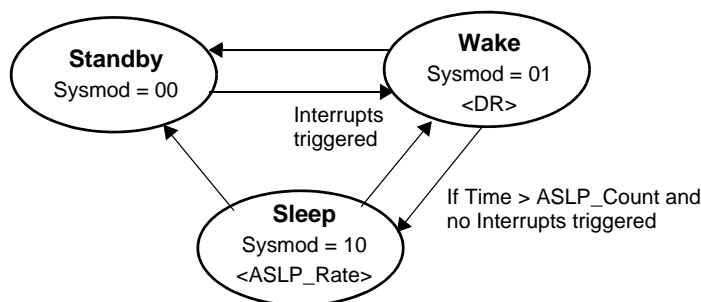 Standby
Sysmod = 00
Wake
Sysmod = 01
<DR>
Interrupts
triggered
If Time > ASLP_Count and
no Interrupts triggered
Sleep
Sysmod = 10
<ASLP_Rate>